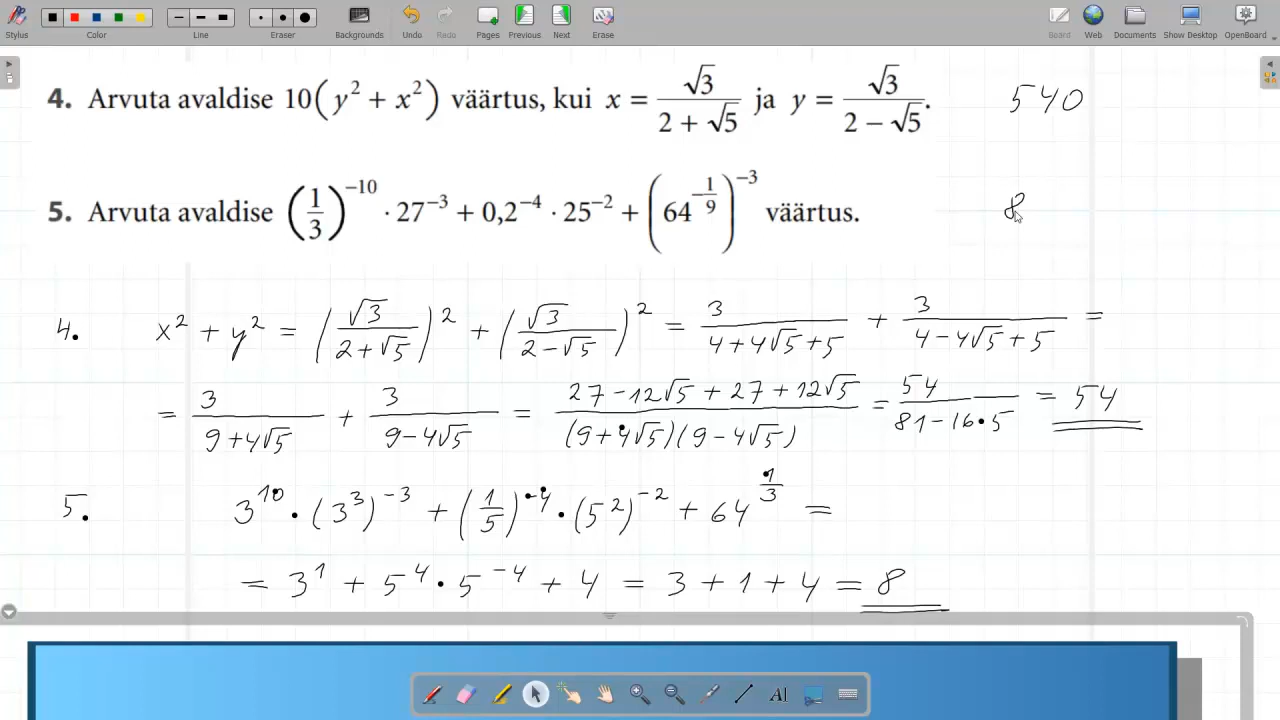 Stylus Color Line Eraser Backgrounds Undo Redo Pages Previous Next Erase Board Web Documents Show Desktop OpenBoard
4. Arvuta avaldise 10(y² + x²) väärtus, kui x = √3/(2 + √5) ja y = √3/(2 − √5). 540
5. Arvuta avaldise (1/3)⁻¹⁰ · 27⁻³ + 0,2⁻⁴ · 25⁻² + (64^(−1/9))⁻³ väärtus. 8
4. x² + y² = (√3/(2+√5))² + (√3/(2−√5))² = 3/(4+4√5+5) + 3/(4−4√5+5) =
= 3/(9+4√5) + 3/(9−4√5) = (27−12√5+27+12√5)/((9+4√5)(9−4√5)) = 54/(81−16•5) = 54
5. 3¹⁰ • (3³)⁻³ + (1/5)⁻⁴ • (5²)⁻² + 64^(1/3) =
= 3¹ + 5⁴ • 5⁻⁴ + 4 = 3 + 1 + 4 = 8
AI